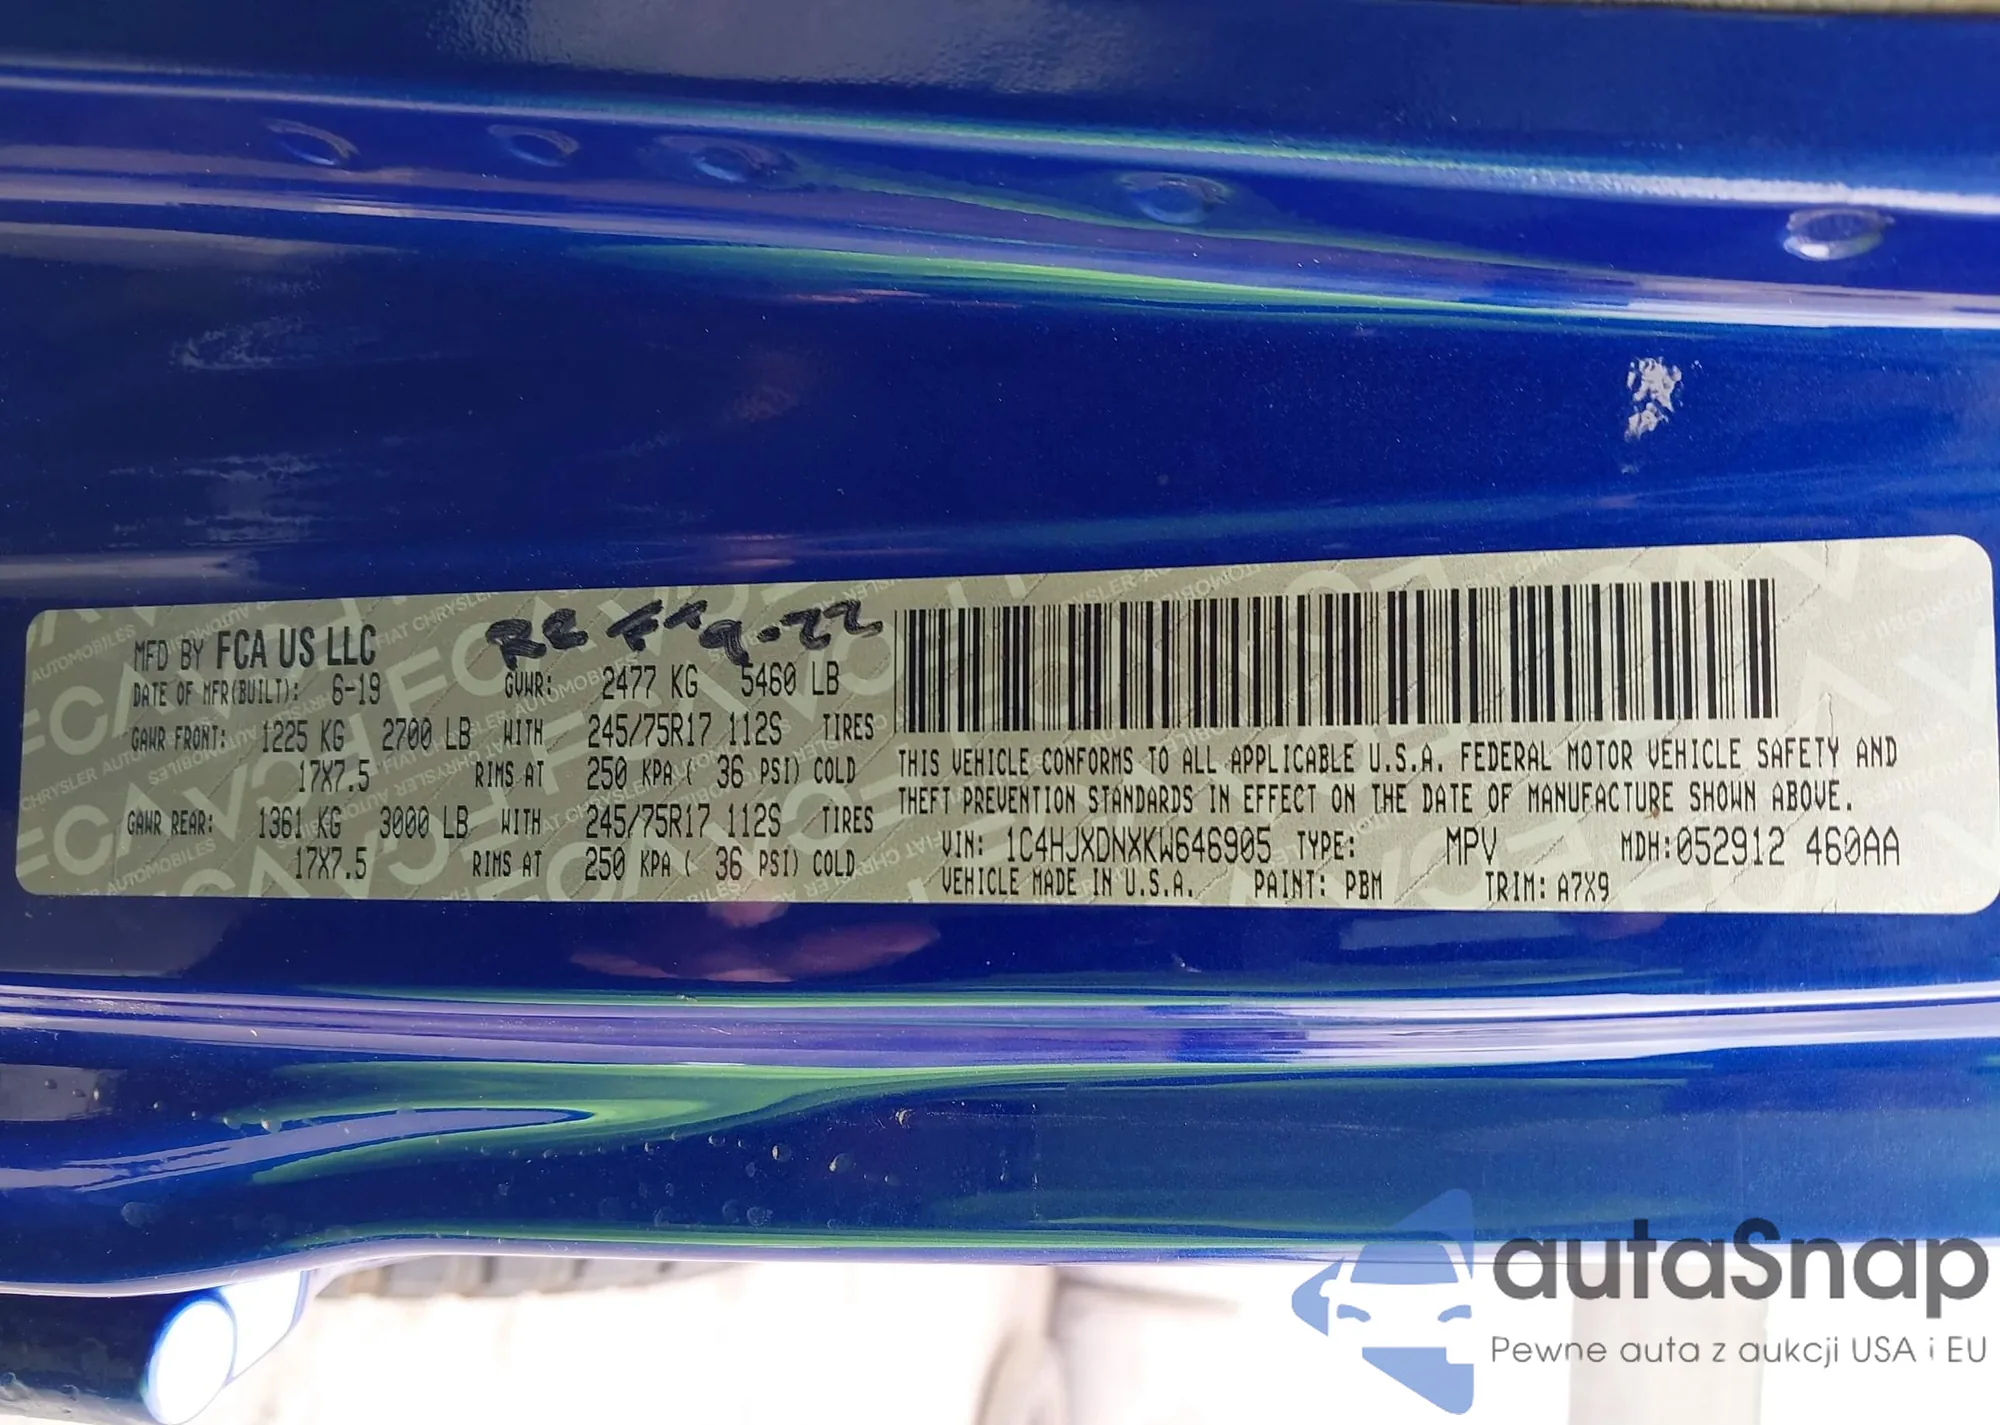 MFD BY FCA US LLC
DATE OF MFR(BUILT): 6-19 GVWR: 2477 KG 5460 LB
GAWR FRONT: 1225 KG 2700 LB WITH 245/75R17 112S TIRES
17X7.5 RIMS AT 250 KPA ( 36 PSI) COLD
GAWR REAR: 1361 KG 3000 LB WITH 245/75R17 112S TIRES
17X7.5 RIMS AT 250 KPA ( 36 PSI) COLD
THIS VEHICLE CONFORMS TO ALL APPLICABLE U.S.A. FEDERAL MOTOR VEHICLE SAFETY AND
THEFT PREVENTION STANDARDS IN EFFECT ON THE DATE OF MANUFACTURE SHOWN ABOVE.
VIN: 1C4HJXDNXKW646905 TYPE: MPV MDH:052912 460AA
VEHICLE MADE IN U.S.A. PAINT: PBM TRIM: A7X9
autaSnap
Pewne auta z aukcji USA i EU